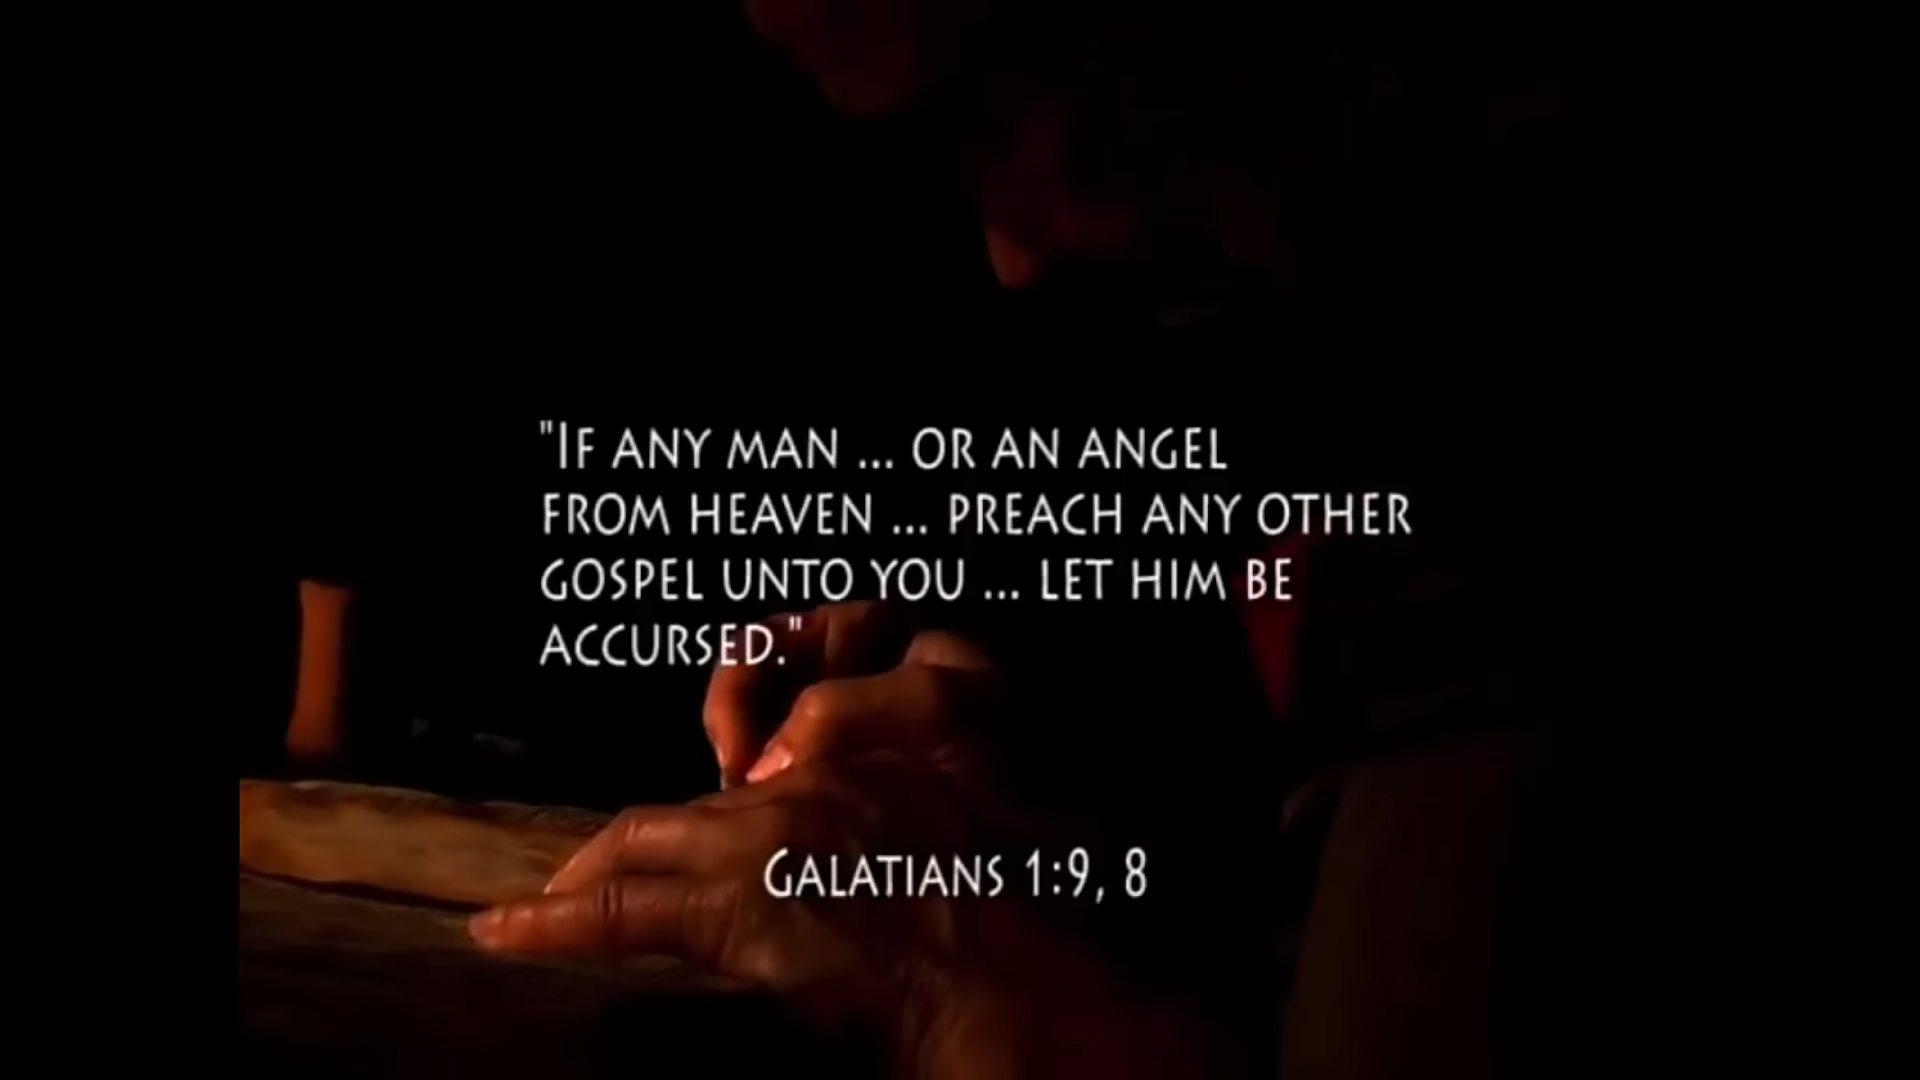 "If any man ... or an angel
from heaven ... preach any other
gospel unto you ... let him be
accursed."
Galatians 1:9, 8